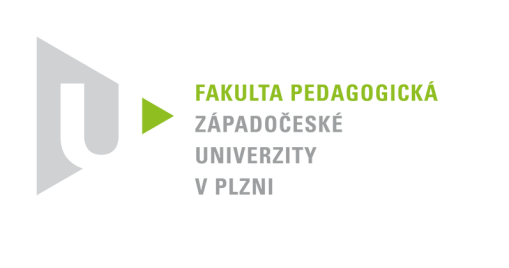 U
FAKULTA PEDAGOGICKÁ
ZÁPADOČESKÉ
UNIVERZITY
V PLZNI